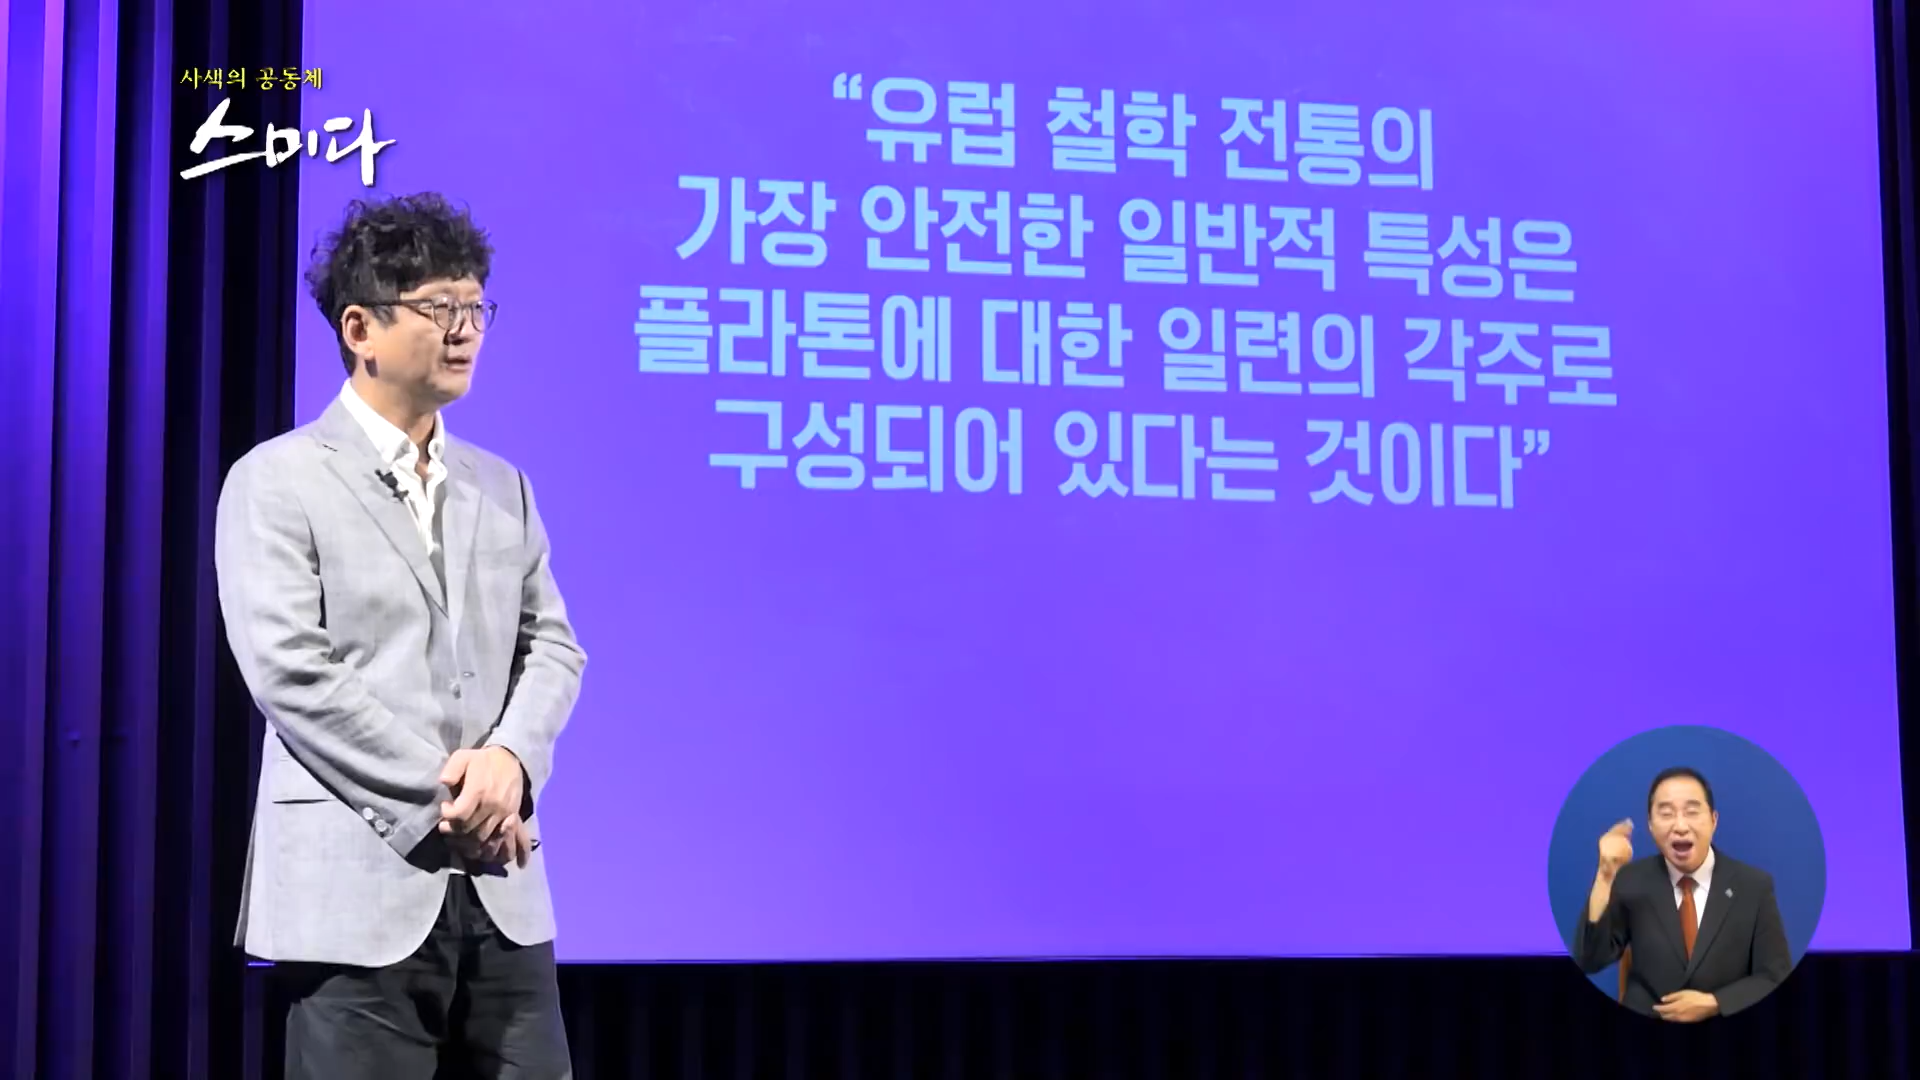 사색의 공동체
스미다
“유럽 철학 전통의
가장 안전한 일반적 특성은
플라톤에 대한 일련의 각주로
구성되어 있다는 것이다”